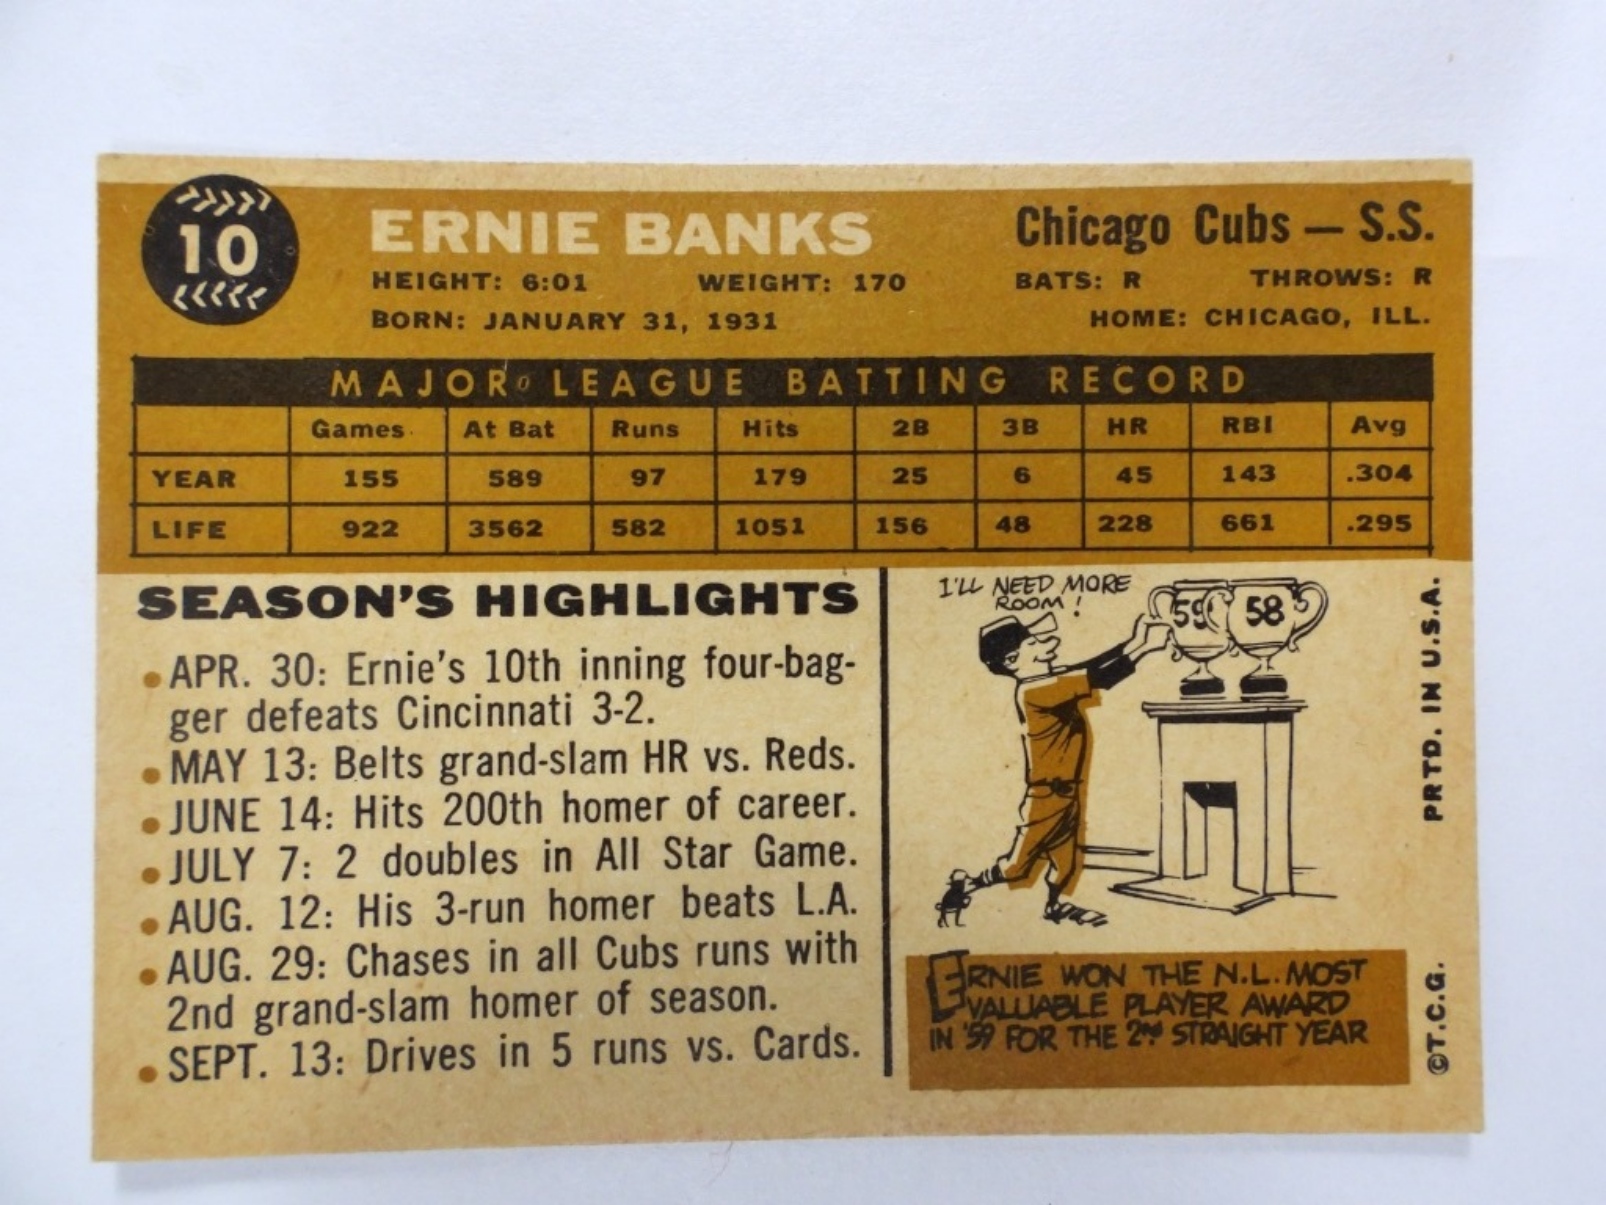 10
ERNIE BANKS
Chicago Cubs — S.S.
HEIGHT: 6:01 WEIGHT: 170 BATS: R THROWS: R
BORN: JANUARY 31, 1931 HOME: CHICAGO, ILL.
MAJOR LEAGUE BATTING RECORD
Games At Bat Runs Hits 2B 3B HR RBI Avg
YEAR 155 589 97 179 25 6 45 143 .304
LIFE 922 3562 582 1051 156 48 228 661 .295
SEASON'S HIGHLIGHTS
• APR. 30: Ernie's 10th inning four-bag-
ger defeats Cincinnati 3-2.
• MAY 13: Belts grand-slam HR vs. Reds.
• JUNE 14: Hits 200th homer of career.
• JULY 7: 2 doubles in All Star Game.
• AUG. 12: His 3-run homer beats L.A.
• AUG. 29: Chases in all Cubs runs with
2nd grand-slam homer of season.
• SEPT. 13: Drives in 5 runs vs. Cards.
I'LL NEED MORE
ROOM!
59 58
ERNIE WON THE N.L. MOST
VALUABLE PLAYER AWARD
IN '59 FOR THE 2nd STRAIGHT YEAR
PRTD. IN U.S.A.
©T.C.G.